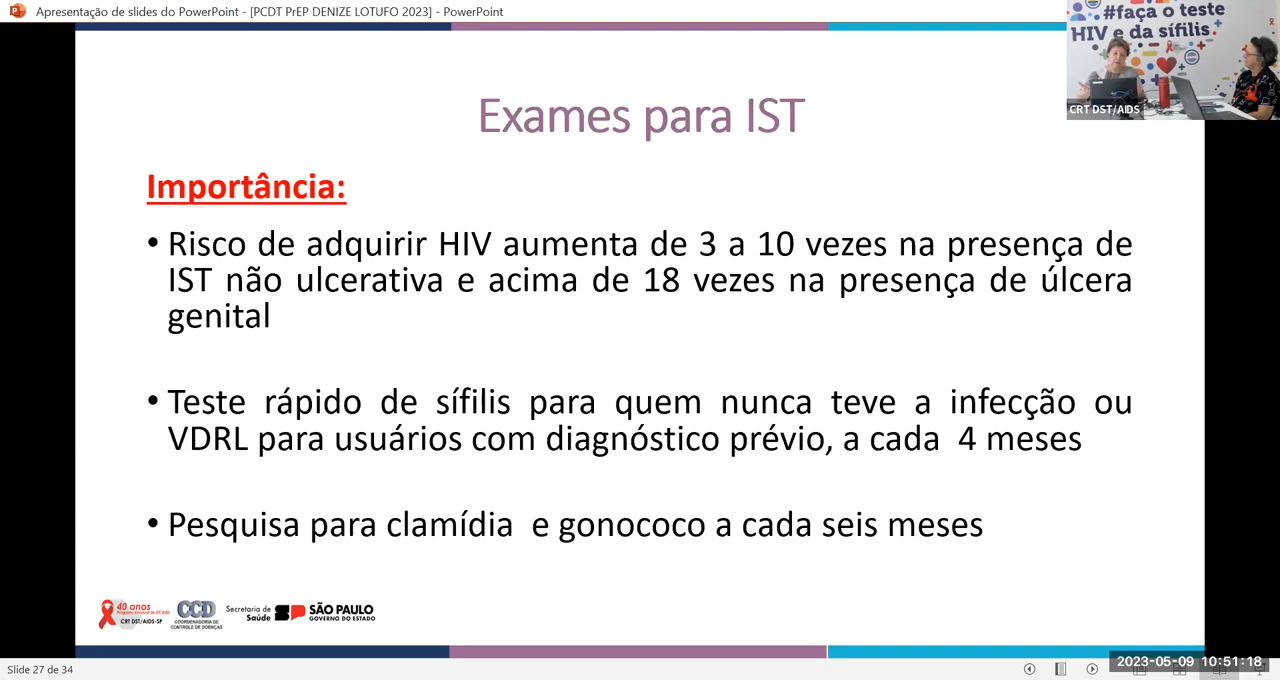 Apresentação de slides do PowerPoint - [PCDT PrEP DENIZE LOTUFO 2023] - PowerPoint
#faça o teste
HIV e da sífilis
CRT DST/AIDS
Exames para IST
Importância:
• Risco de adquirir HIV aumenta de 3 a 10 vezes na presença de
IST não ulcerativa e acima de 18 vezes na presença de úlcera
genital
• Teste rápido de sífilis para quem nunca teve a infecção ou
VDRL para usuários com diagnóstico prévio, a cada 4 meses
• Pesquisa para clamídia e gonococo a cada seis meses
40 anos
CRT DST/AIDS-SP
CCD
COORDENADORIA DE
CONTROLE DE DOENÇAS
Secretaria de
Saúde
SP
SÃO PAULO
GOVERNO DO ESTADO
Slide 27 de 34
2023-05-09 10:51:18